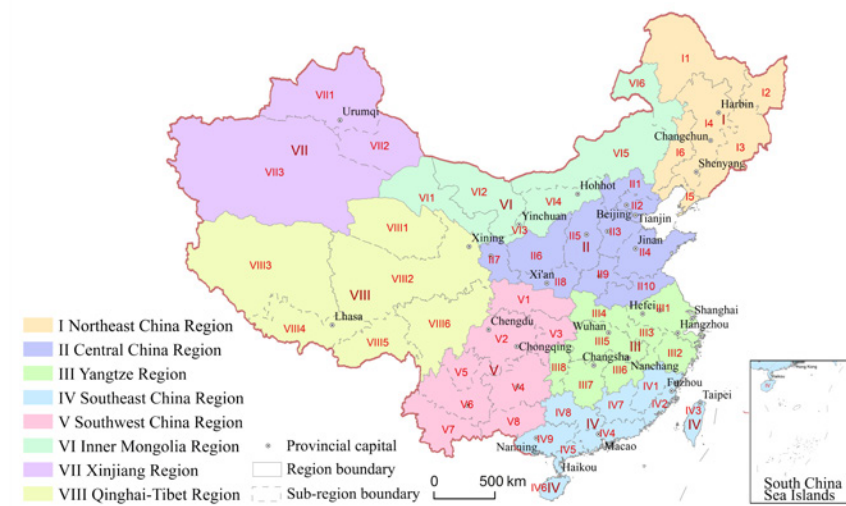 I1
VI6
I2
Harbin
VII1
Urumqi
I4
I
Changchun
I3
VII
VII2
VI5
I6
Shenyang
VII3
VI2
Hohhot
II1
VI1
VI
VI4
I5
II2
Beijing
Tianjin
Yinchuan
VIII1
VI3
II5
II3
Xining
II
Jinan
II4
II7
II6
VIII3
VIII2
Xi'an
II9
II8
VIII
II10
V1
III4
Hefei
III1
Shanghai
Lhasa
VIII4
VIII6
Chengdu
Wuhan
Hangzhou
V2
V3
III5
III3
VIII5
Chongqing
III
III2
Changsha
V5
V
III8
III6
Nanchang
V4
III7
IV1
Fuzhou
V6
IV2
Taipei
V7
V8
IV8
IV7
IV3
IV
IV
IV9
IV4
Nanning
IV5
Macao
Haikou
IV6
IV
I Northeast China Region
II Central China Region
III Yangtze Region
IV Southeast China Region
V Southwest China Region
VI Inner Mongolia Region
VII Xinjiang Region
VIII Qinghai-Tibet Region
Provincial capital
Region boundary
Sub-region boundary
0
500 km
South China
Sea Islands